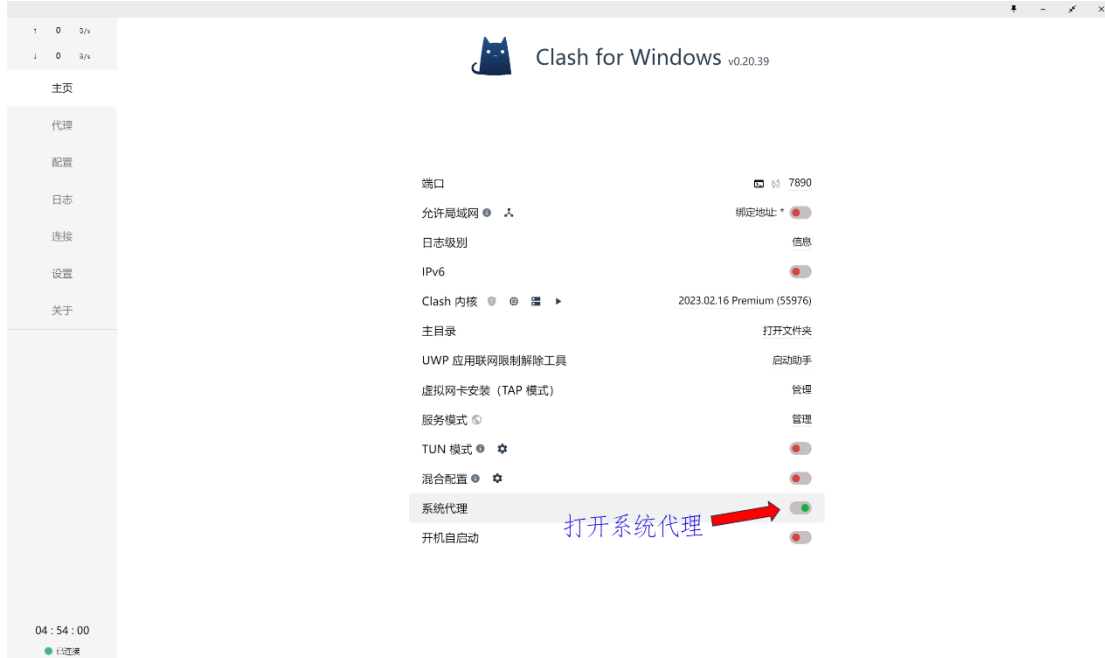 ↑ 0 B/s
↓ 0 B/s
主页
代理
配置
日志
连接
设置
关于
04 : 54 : 00
已连接
Clash for Windows v0.20.39
端口 7890
允许局域网 绑定地址: *
日志级别 信息
IPv6
Clash 内核 2023.02.16 Premium (55976)
主目录 打开文件夹
UWP 应用联网限制解除工具 启动助手
虚拟网卡安装（TAP 模式） 管理
服务模式 管理
TUN 模式
混合配置
系统代理
打开系统代理
开机自启动